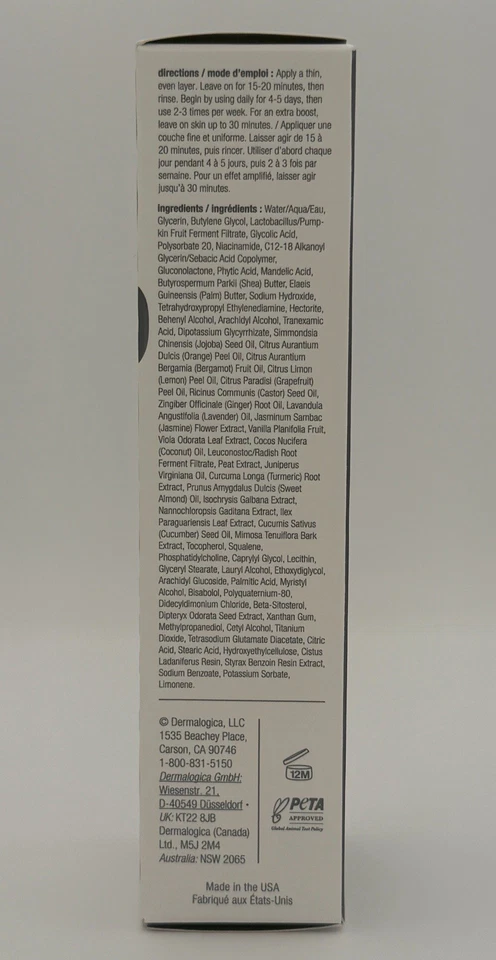 directions / mode d'emploi : Apply a thin,
even layer. Leave on for 15-20 minutes, then
rinse. Begin by using daily for 4-5 days, then
use 2-3 times per week. For an extra boost,
leave on skin up to 30 minutes. / Appliquer une
couche fine et uniforme. Laisser agir de 15 à
20 minutes, puis rincer. Utiliser d'abord chaque
jour pendant 4 à 5 jours, puis 2 à 3 fois par
semaine. Pour un effet amplifié, laisser agir
jusqu'à 30 minutes.
ingredients / ingrédients : Water/Aqua/Eau,
Glycerin, Butylene Glycol, Lactobacillus/Pump-
kin Fruit Ferment Filtrate, Glycolic Acid,
Polysorbate 20, Niacinamide, C12-18 Alkanoyl
Glycerin/Sebacic Acid Copolymer,
Gluconolactone, Phytic Acid, Mandelic Acid,
Butyrospermum Parkii (Shea) Butter, Elaeis
Guineensis (Palm) Butter, Sodium Hydroxide,
Tetrahydroxypropyl Ethylenediamine, Hectorite,
Behenyl Alcohol, Arachidyl Alcohol, Tranexamic
Acid, Dipotassium Glycyrrhizate, Simmondsia
Chinensis (Jojoba) Seed Oil, Citrus Aurantium
Dulcis (Orange) Peel Oil, Citrus Aurantium
Bergamia (Bergamot) Fruit Oil, Citrus Limon
(Lemon) Peel Oil, Citrus Paradisi (Grapefruit)
Peel Oil, Ricinus Communis (Castor) Seed Oil,
Zingiber Officinale (Ginger) Root Oil, Lavandula
Angustifolia (Lavender) Oil, Jasminum Sambac
(Jasmine) Flower Extract, Vanilla Planifolia Fruit,
Viola Odorata Leaf Extract, Cocos Nucifera
(Coconut) Oil, Leuconostoc/Radish Root
Ferment Filtrate, Peat Extract, Juniperus
Virginiana Oil, Curcuma Longa (Turmeric) Root
Extract, Prunus Amygdalus Dulcis (Sweet
Almond) Oil, Isochrysis Galbana Extract,
Nannochloropsis Gaditana Extract, Ilex
Paraguariensis Leaf Extract, Cucumis Sativus
(Cucumber) Seed Oil, Mimosa Tenuiflora Bark
Extract, Tocopherol, Squalene,
Phosphatidylcholine, Caprylyl Glycol, Lecithin,
Glyceryl Stearate, Lauryl Alcohol, Ethoxydiglycol,
Arachidyl Glucoside, Palmitic Acid, Myristyl
Alcohol, Bisabolol, Polyquaternium-80,
Didecyldimonium Chloride, Beta-Sitosterol,
Dipteryx Odorata Seed Extract, Xanthan Gum,
Methylpropanediol, Cetyl Alcohol, Titanium
Dioxide, Tetrasodium Glutamate Diacetate, Citric
Acid, Stearic Acid, Hydroxyethylcellulose, Cistus
Ladaniferus Resin, Styrax Benzoin Resin Extract,
Sodium Benzoate, Potassium Sorbate,
Limonene.
© Dermalogica, LLC
1535 Beachey Place,
Carson, CA 90746
1-800-831-5150
Dermalogica GmbH:
Wiesenstr. 21,
D-40549 Düsseldorf •
UK: KT22 8JB
Dermalogica (Canada)
Ltd., M5J 2M4
Australia: NSW 2065
12M
PETA
APPROVED
Global Animal Test Policy
Made in the USA
Fabriqué aux États-Unis